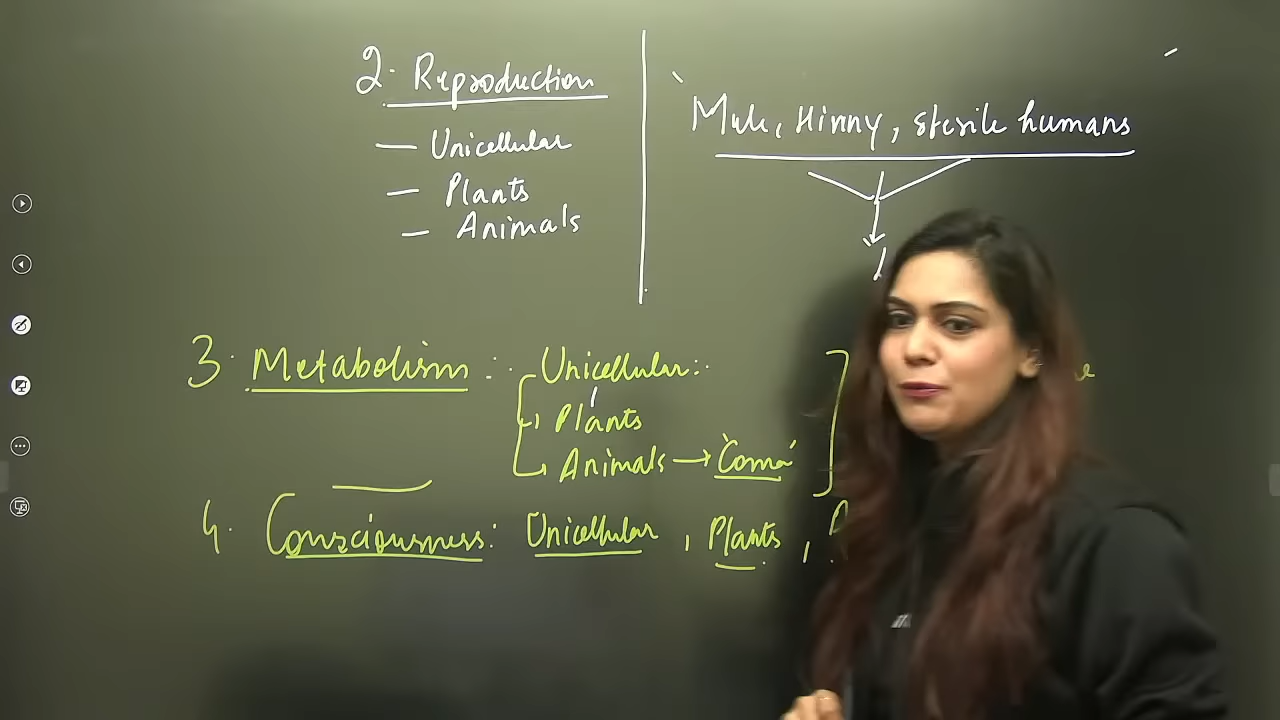 2. Reproduction
— Unicellular
— Plants
— Animals
Mule, Hinny, sterile humans
3. Metabolism : Unicellular :
Plants
Animals → 'Coma'
4. Consciousness : Unicellular , Plants ,